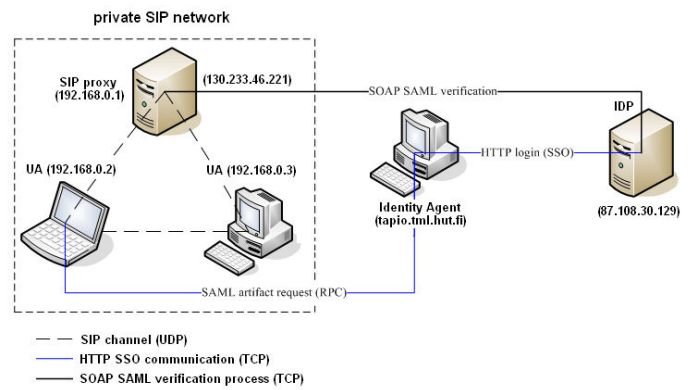 private SIP network
SIP proxy
(192.168.0.1)
(130.233.46.221)
SOAP SAML verification
IDP
UA (192.168.0.2)
UA (192.168.0.3)
HTTP login (SSO)
Identity Agent
(tapio.tml.hut.fi)
(87.108.30.129)
SAML artifact request (RPC)
SIP channel (UDP)
HTTP SSO communication (TCP)
SOAP SAML verification process (TCP)